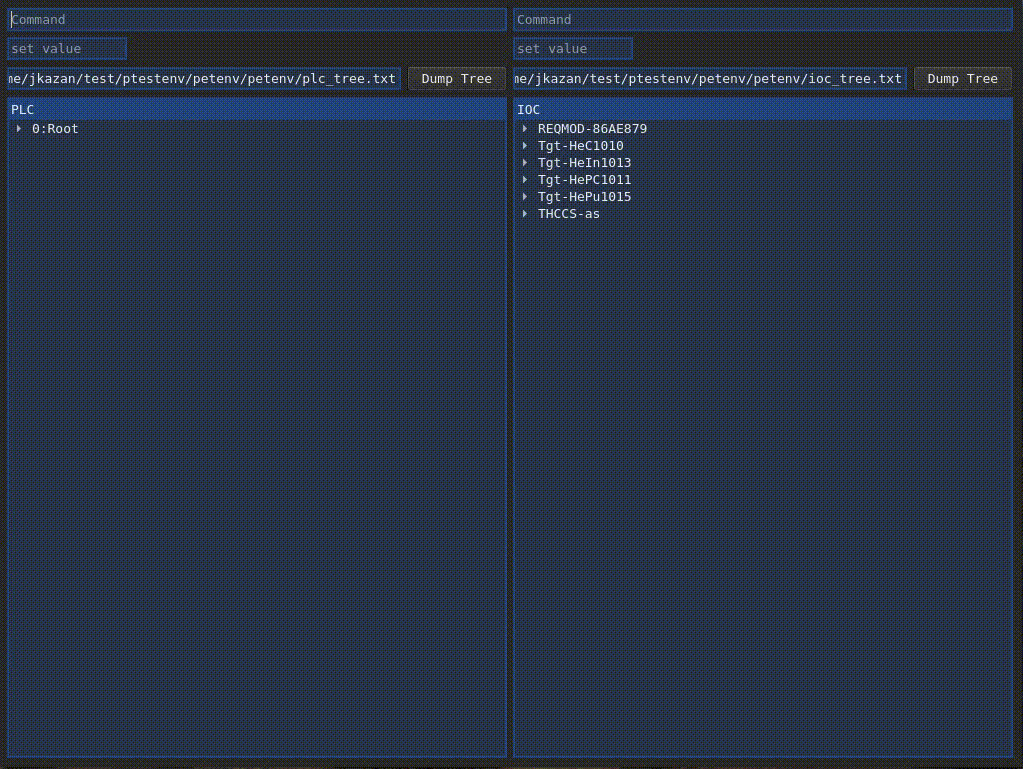 Command
set value
ne/jkazan/test/ptestenv/petenv/petenv/plc_tree.txt Dump Tree
PLC
0:Root
Command
set value
ne/jkazan/test/ptestenv/petenv/petenv/ioc_tree.txt Dump Tree
IOC
REQMOD-86AE879
Tgt-HeC1010
Tgt-HeIn1013
Tgt-HePC1011
Tgt-HePu1015
THCCS-as